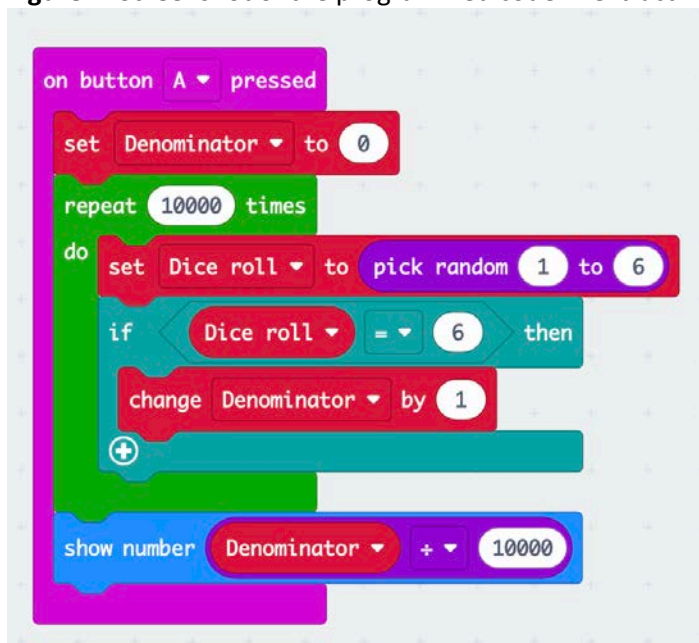 on button A pressed
set Denominator to 0
repeat 10000 times
do
set Dice roll to pick random 1 to 6
if Dice roll = 6 then
change Denominator by 1
show number Denominator ÷ 10000